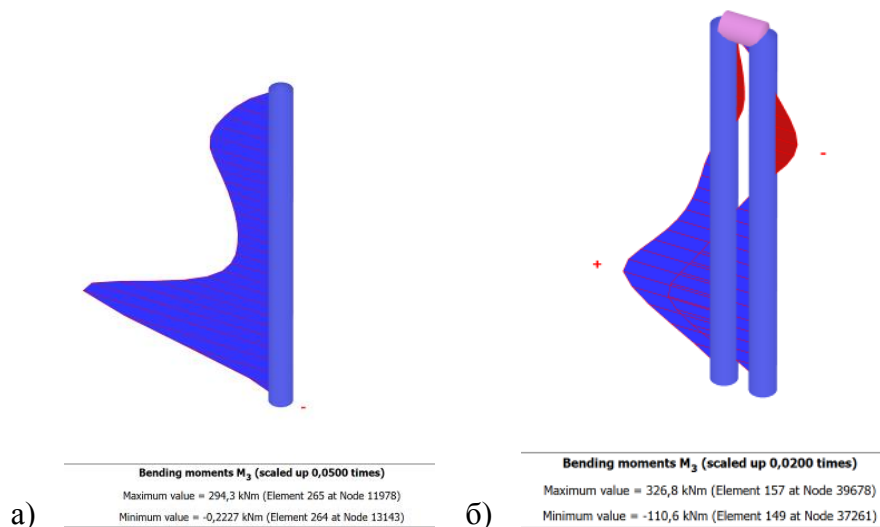 +
-
-
Bending moments M3 (scaled up 0,0500 times)
Maximum value = 294,3 kNm (Element 265 at Node 11978)
Minimum value = -0,2227 kNm (Element 264 at Node 13143)
а)
Bending moments M3 (scaled up 0,0200 times)
Maximum value = 326,8 kNm (Element 157 at Node 39678)
Minimum value = -110,6 kNm (Element 149 at Node 37261)
б)